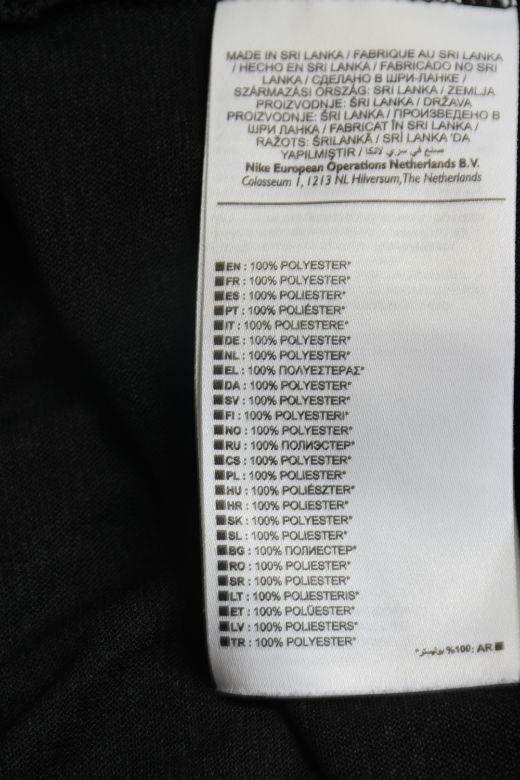 MADE IN SRI LANKA / FABRIQUE AU SRI LANKA
/ HECHO EN SRI LANKA / FABRICADO NO SRI
LANKA / СДЕЛАНО В ШРИ-ЛАНКЕ /
SZÁRMAZÁSI ORSZÁG: SRI LANKA / ZEMLJA
PROIZVODNJE: ŠRI LANKA / DRŽAVA
PROIZVODNJE: ŠRI LANKA / ПРОИЗВЕДЕНО В
ШРИ ЛАНКА / FABRICAT ÎN SRI LANKA /
RAŽOTS: ŠRILANKĀ / SRİ LANKA 'DA
YAPILMIŞTIR / صنع في سري لانكا
Nike European Operations Netherlands B.V.
Colosseum 1, 1213 NL Hilversum, The Netherlands
EN : 100% POLYESTER*
FR : 100% POLYESTER*
ES : 100% POLIESTER*
PT : 100% POLIÉSTER*
IT : 100% POLIESTERE*
DE : 100% POLYESTER*
NL : 100% POLYESTER*
EL : 100% ΠΟΛΥΕΣΤΕΡΑΣ*
DA : 100% POLYESTER*
SV : 100% POLYESTER*
FI : 100% POLYESTERI*
NO : 100% POLYESTER*
RU : 100% ПОЛИЭСТЕР*
CS : 100% POLYESTER*
PL : 100% POLIESTER*
HU : 100% POLIÉSZTER*
HR : 100% POLIESTER*
SK : 100% POLYESTER*
SL : 100% POLIESTER*
BG : 100% ПОЛИЕСТЕР*
RO : 100% POLIESTER*
SR : 100% POLIESTER*
LT : 100% POLIESTERIS*
ET : 100% POLÜESTER*
LV : 100% POLIESTERS*
TR : 100% POLYESTER*
AR :100% بوليستر*